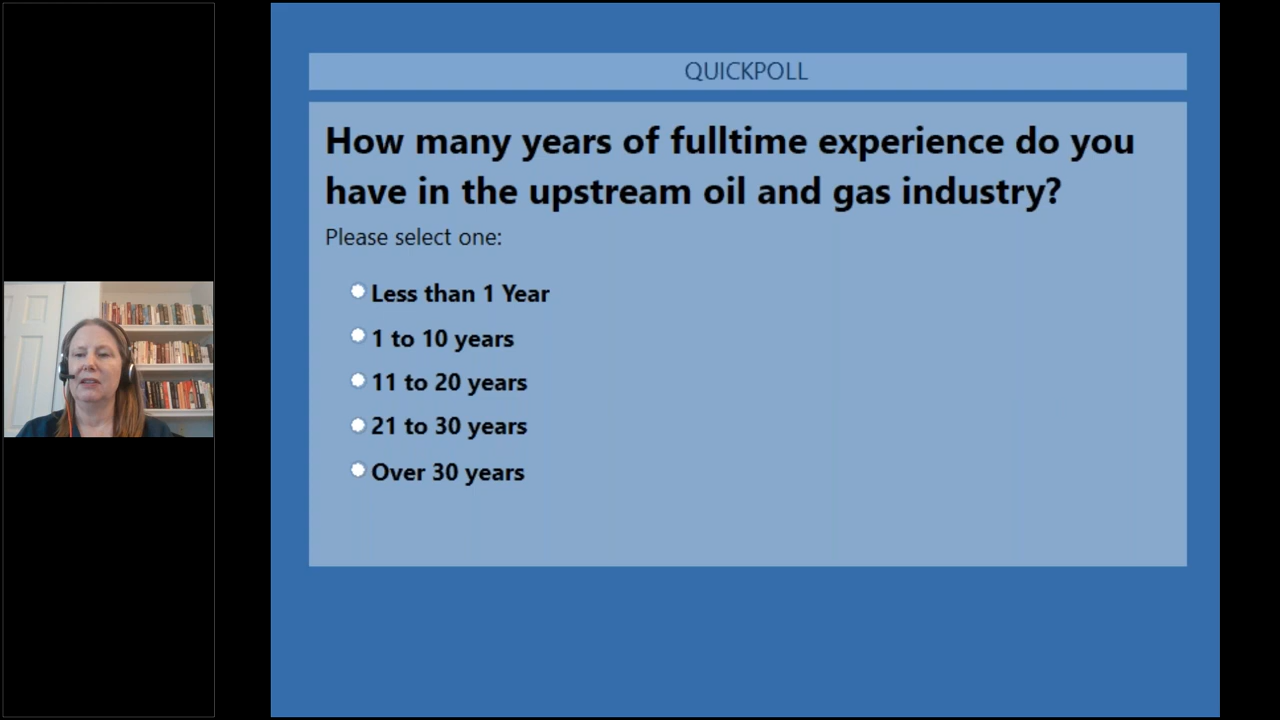 QUICKPOLL
How many years of fulltime experience do you
have in the upstream oil and gas industry?
Please select one:
Less than 1 Year
1 to 10 years
11 to 20 years
21 to 30 years
Over 30 years